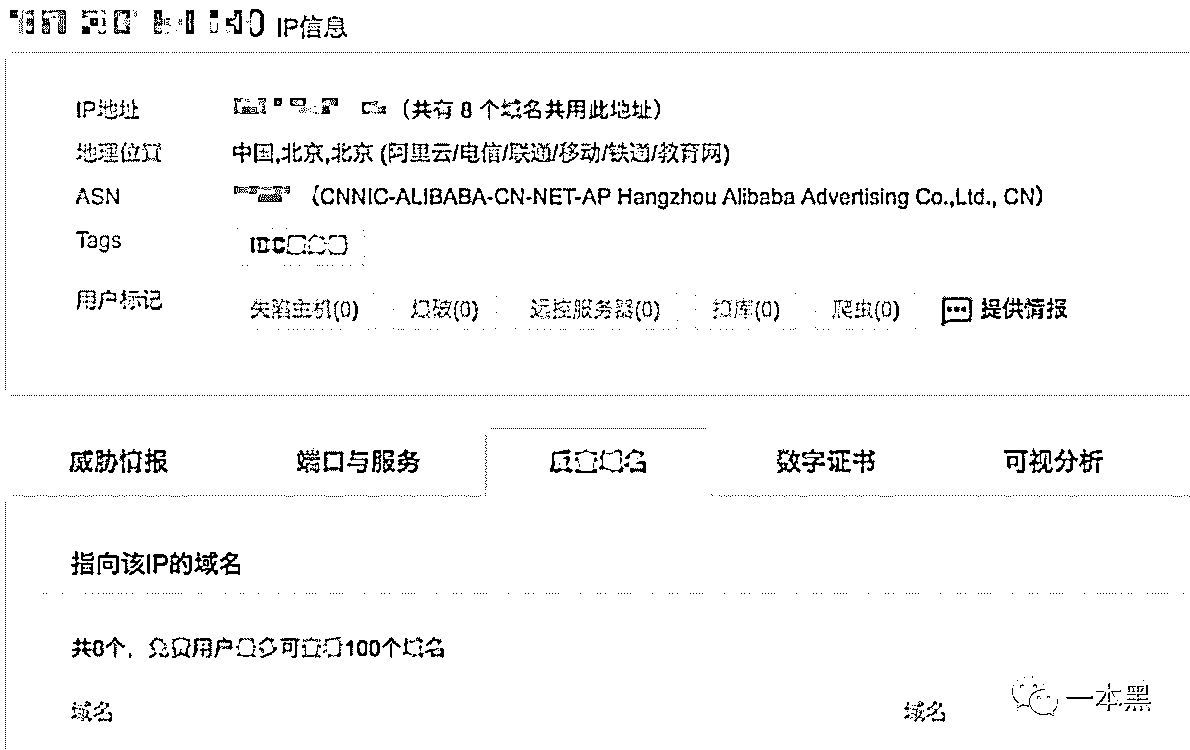 IP信息
IP地址 （共有 8 个域名共用此地址）
地理位置 中国,北京,北京 (阿里云/电信/联通/移动/铁通/教育网)
ASN （CNNIC-ALIBABA-CN-NET-AP Hangzhou Alibaba Advertising Co.,Ltd., CN）
Tags IDC
用户标记 失陷主机(0) 爆破(0) 远控服务器(0) 扫库(0) 爬虫(0) 提供情报
威胁情报 端口与服务 反查域名 数字证书 可视分析
指向该IP的域名
共8个，免费用户最多可查看100个域名
域名 域名
一本黑